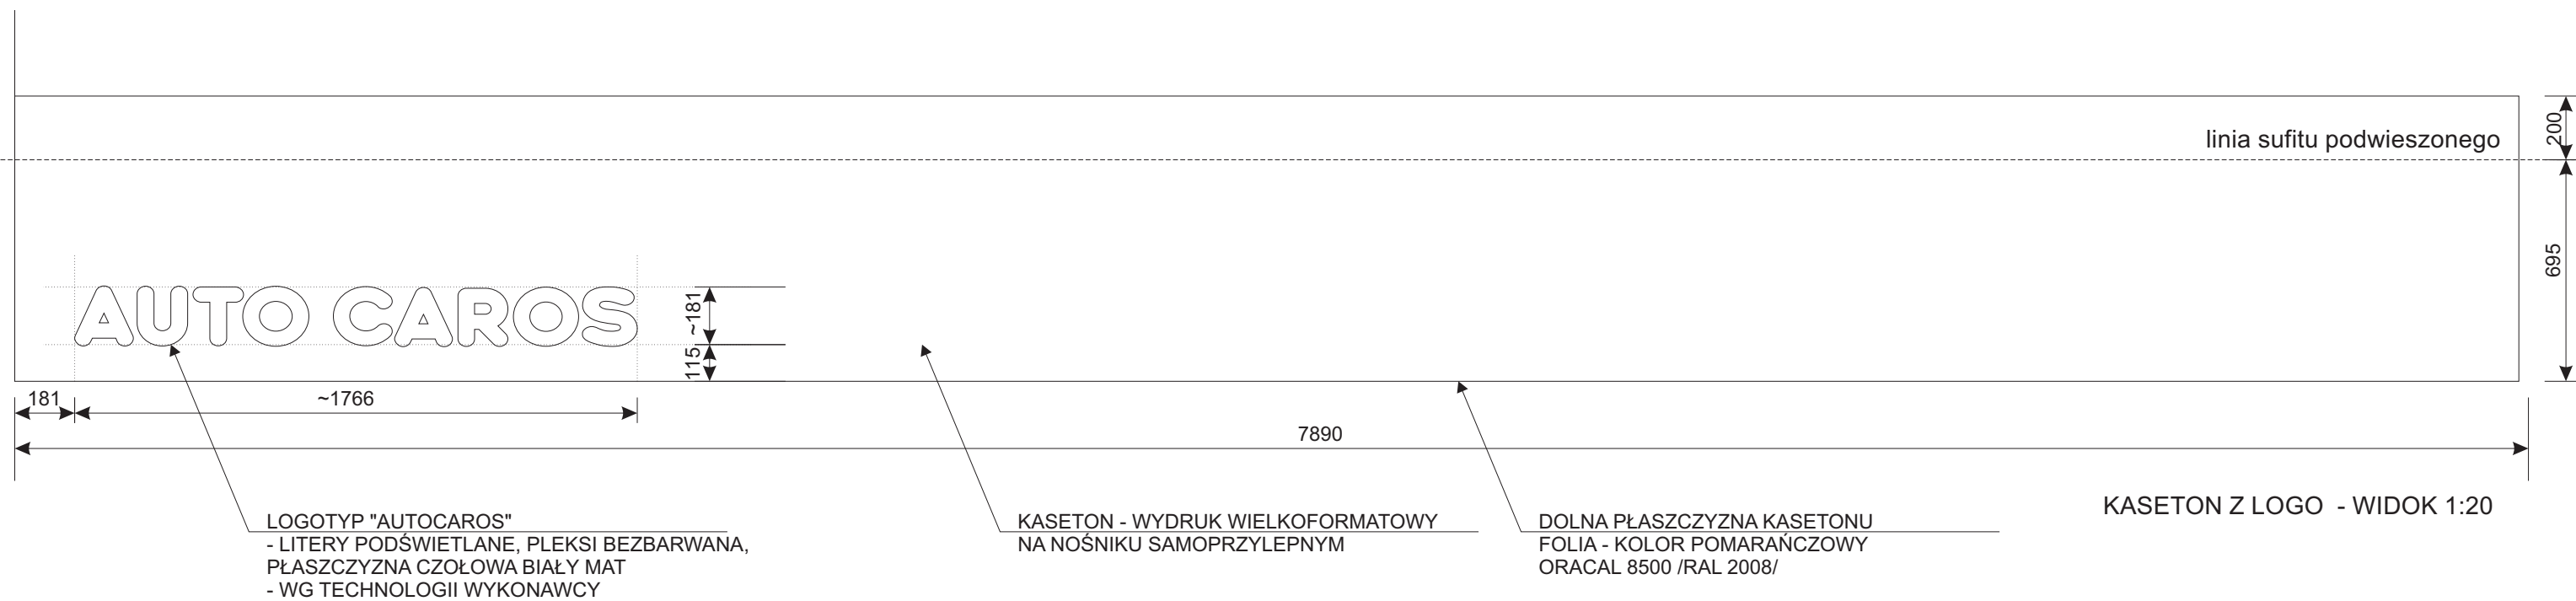 linia sufitu podwieszonego
200
695
AUTO CAROS
~181
115
181
~1766
7890
LOGOTYP "AUTOCAROS"
- LITERY PODŚWIETLANE, PLEKSI BEZBARWANA,
PŁASZCZYZNA CZOŁOWA BIAŁY MAT
- WG TECHNOLOGII WYKONAWCY
KASETON - WYDRUK WIELKOFORMATOWY
NA NOŚNIKU SAMOPRZYLEPNYM
DOLNA PŁASZCZYZNA KASETONU
FOLIA - KOLOR POMARAŃCZOWY
ORACAL 8500 /RAL 2008/
KASETON Z LOGO - WIDOK 1:20